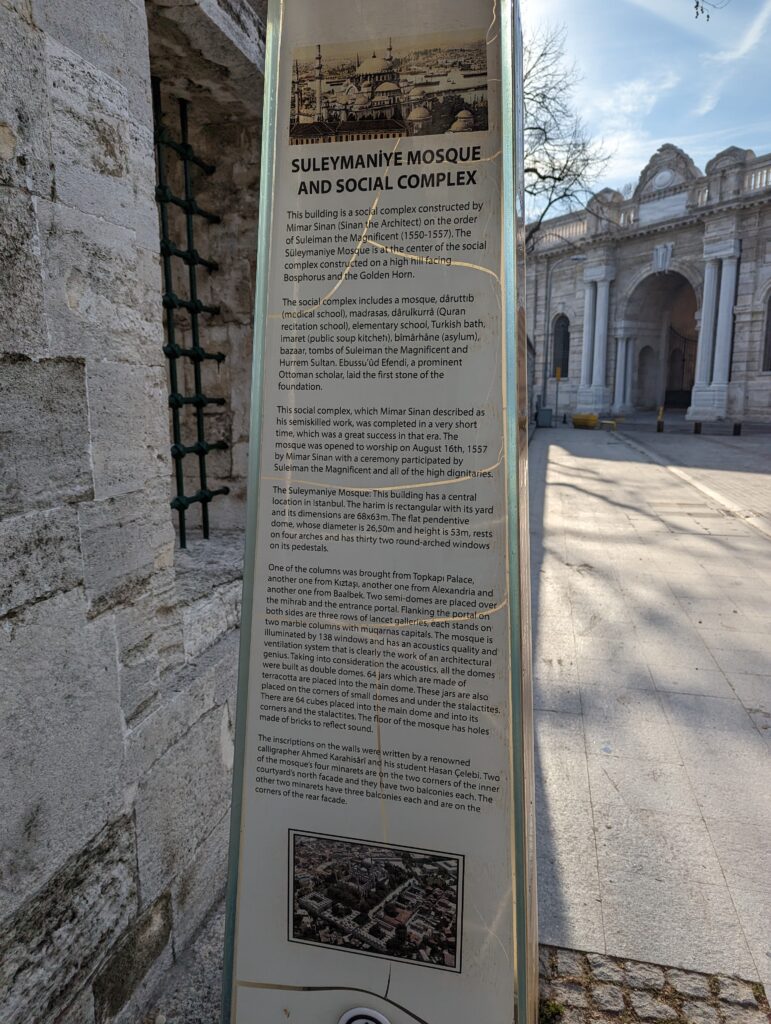 SULEYMANİYE MOSQUE
AND SOCIAL COMPLEX
This building is a social complex constructed by
Mimar Sinan (Sinan the Architect) on the order
of Suleiman the Magnificent (1550-1557). The
Süleymaniye Mosque is at the center of the social
complex constructed on a high hill facing
Bosphorus and the Golden Horn.
The social complex includes a mosque, dâruttıb
(medical school), madrasas, dârulkurrâ (Quran
recitation school), elementary school, Turkish bath,
imaret (public soup kitcheh), bîmârhâne (asylum),
bazaar, tombs of Suleiman the Magnificent and
Hurrem Sultan. Ebussu'ûd Efendi, a prominent
Ottoman scholar, laid the first stone of the
foundation.
This social complex, which Mimar Sinan described as
his semiskilled work, was completed in a very short
time, which was a great success in that era. The
mosque was opened to worship on August 16th, 1557
by Mimar Sinan with a ceremony participated by
Suleiman the Magnificent and all of the high dignitaries.
The Suleymaniye Mosque: This building has a central
location in Istanbul. The harim is rectangular with its yard
and its dimensions are 68x63m. The flat pendentive
dome, whose diameter is 26,50m and height is 53m, rests
on four arches and has thirty two round-arched windows
on its pedestals.
One of the columns was brought from Topkapı Palace,
another one from Kıztaşı, another one from Alexandria and
another one from Baalbek. Two semi-domes are placed over
the mihrab and the entrance portal. Flanking the portal on
both sides are three rows of lancet galleries, each stands on
two marble columns with muqarnas capitals. The mosque is
illuminated by 138 windows and has an acoustics quality and
ventilation system that is clearly the work of an architectural
genius. Taking into consideration the acoustics, all the domes
were built as double domes. 64 jars which are made of
terracotta are placed into the main dome. These jars are also
placed on the corners of small domes and under the stalactites.
There are 64 cubes placed into the main dome and into its
corners and the stalactites. The floor of the mosque has holes
made of bricks to reflect sound.
The inscriptions on the walls were written by a renowned
calligrapher Ahmed Karahisârî and his student Hasan Çelebi. Two
of the mosque's four minarets are on the two corners of the inner
courtyard's north facade and they have two balconies each. The
other two minarets have three balconies each and are on the
corners of the rear facade.